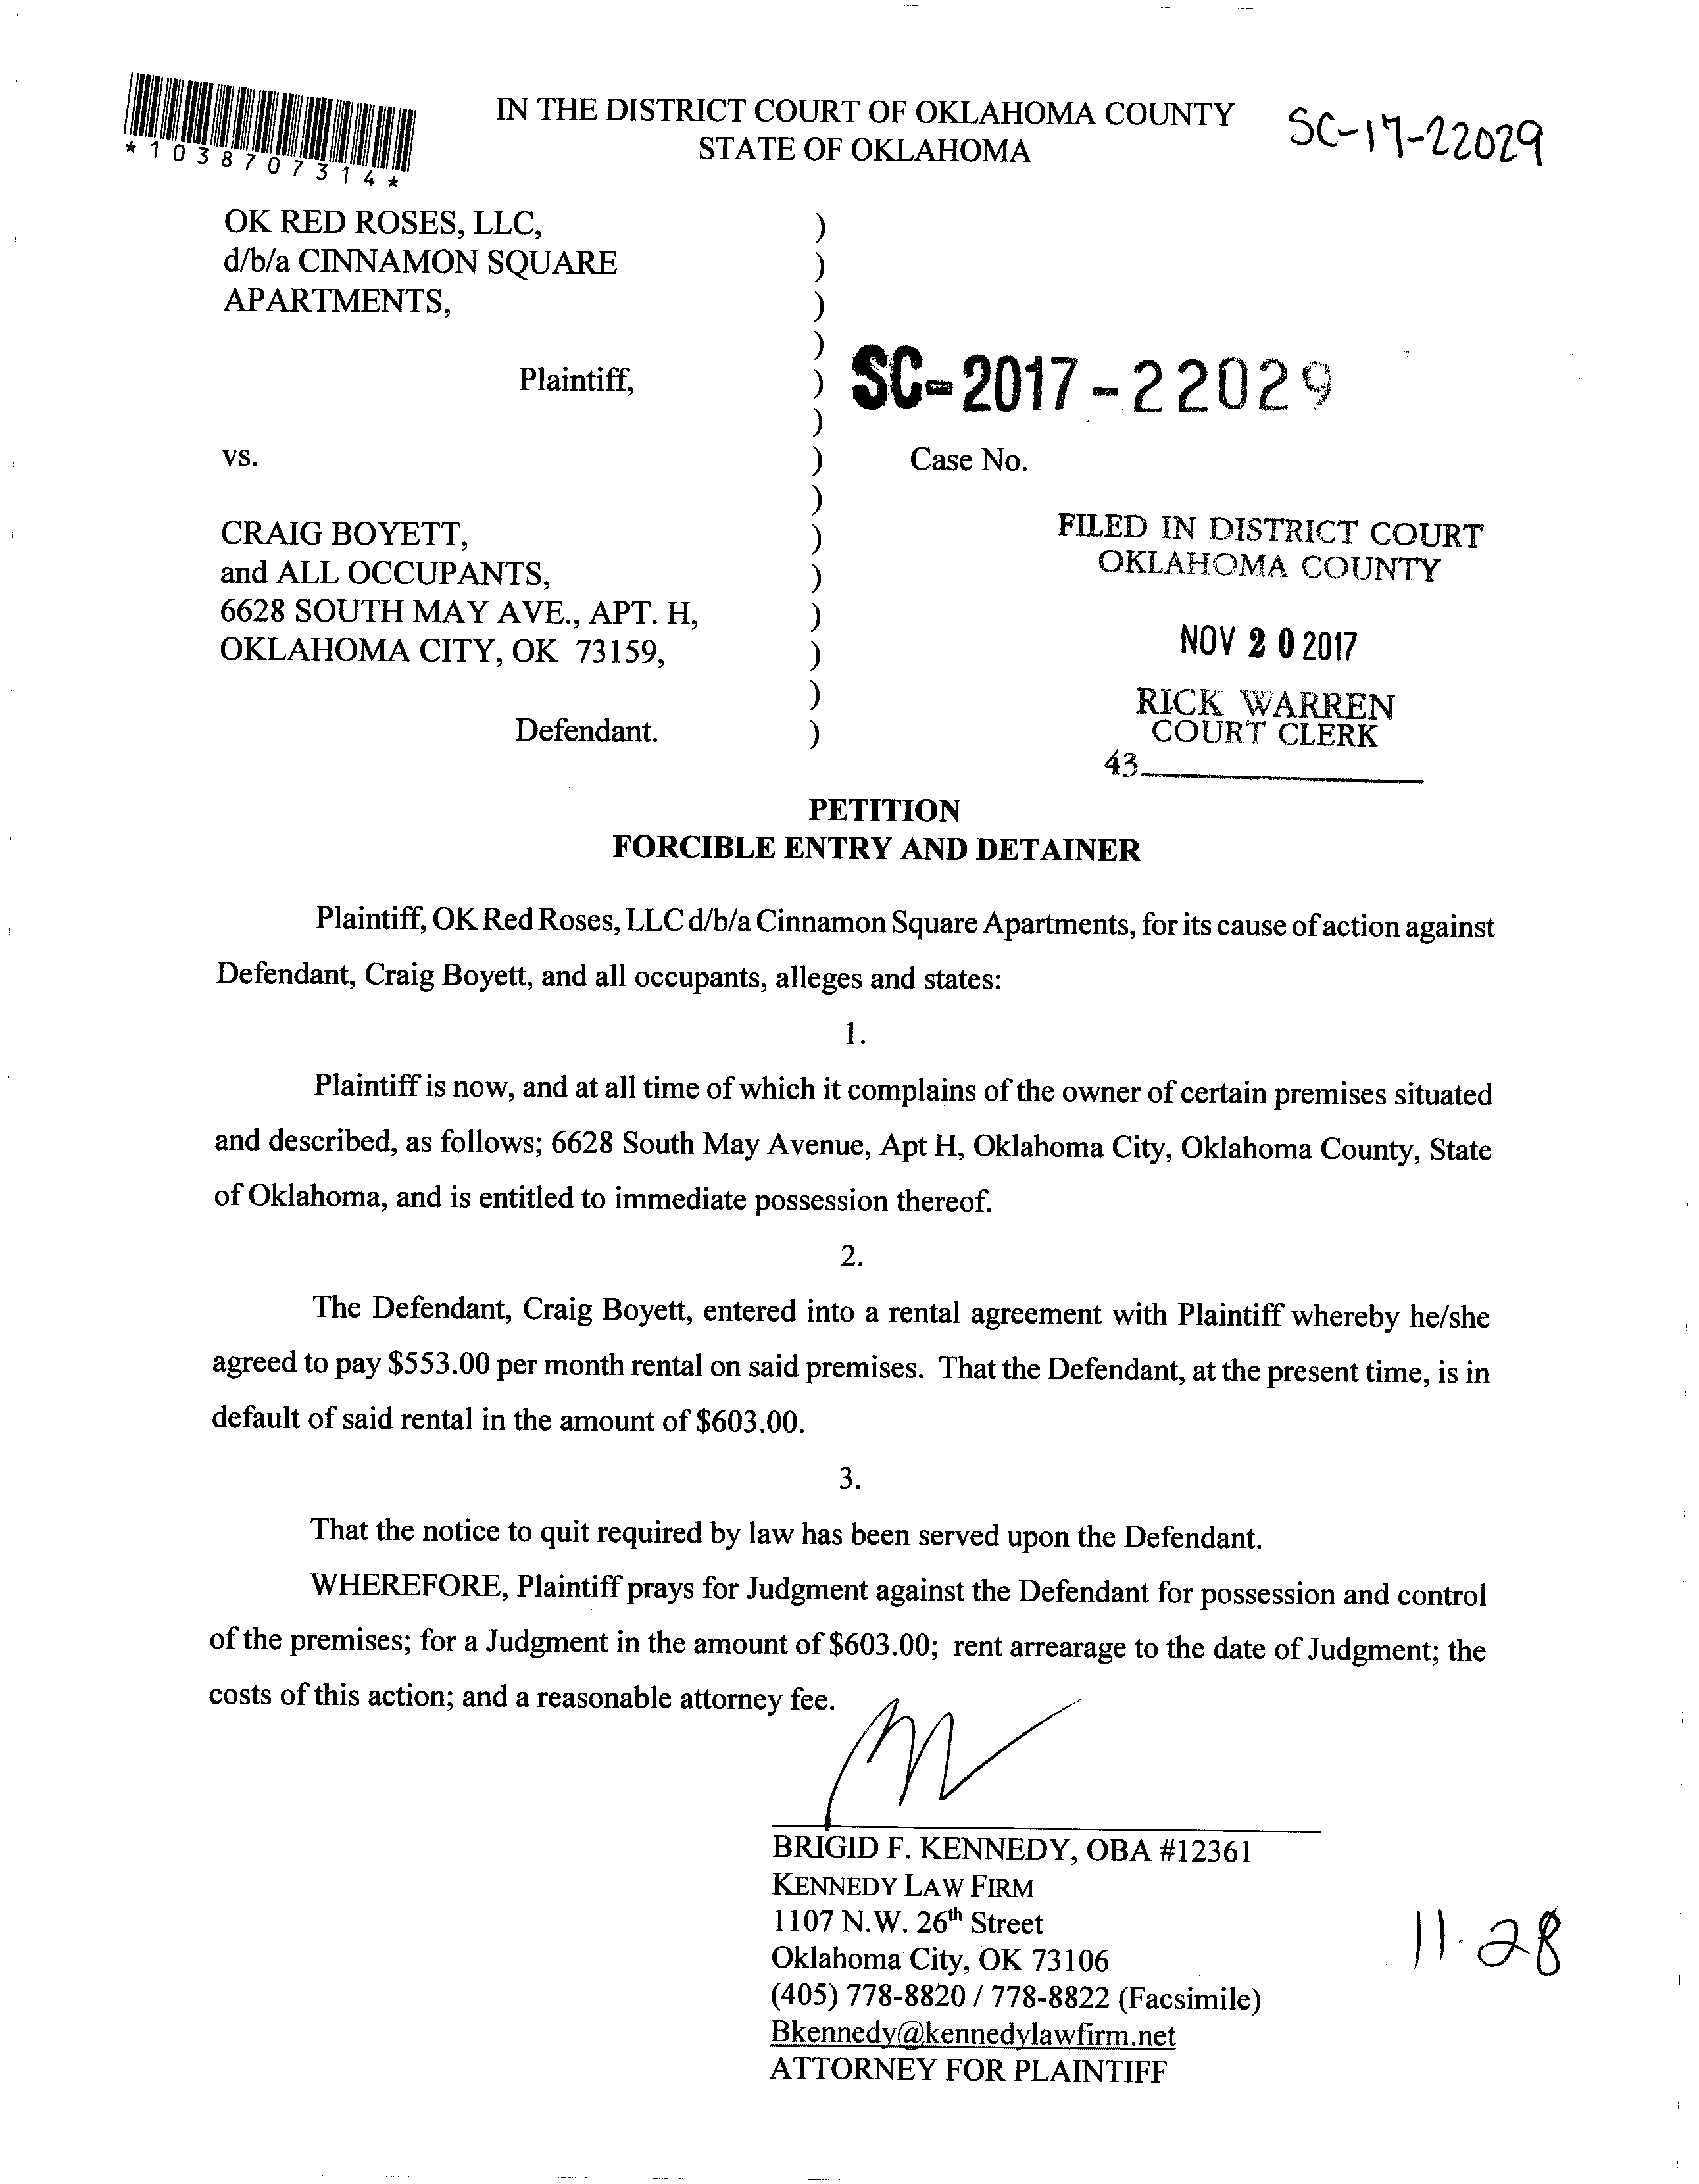 IN THE DISTRICT COURT OF OKLAHOMA COUNTY
STATE OF OKLAHOMA
SC-17-22029
*1038707314*
OK RED ROSES, LLC, )
d/b/a CINNAMON SQUARE )
APARTMENTS, )
)
Plaintiff, )
SC-2017-22029
)
vs. ) Case No.
)
CRAIG BOYETT, )
and ALL OCCUPANTS, )
6628 SOUTH MAY AVE., APT. H, )
OKLAHOMA CITY, OK 73159, )
)
Defendant. )
FILED IN DISTRICT COURT
OKLAHOMA COUNTY
NOV 20 2017
RICK WARREN
COURT CLERK
43
PETITION
FORCIBLE ENTRY AND DETAINER
Plaintiff, OK Red Roses, LLC d/b/a Cinnamon Square Apartments, for its cause of action against
Defendant, Craig Boyett, and all occupants, alleges and states:
1.
Plaintiff is now, and at all time of which it complains of the owner of certain premises situated
and described, as follows; 6628 South May Avenue, Apt H, Oklahoma City, Oklahoma County, State
of Oklahoma, and is entitled to immediate possession thereof.
2.
The Defendant, Craig Boyett, entered into a rental agreement with Plaintiff whereby he/she
agreed to pay $553.00 per month rental on said premises. That the Defendant, at the present time, is in
default of said rental in the amount of $603.00.
3.
That the notice to quit required by law has been served upon the Defendant.
WHEREFORE, Plaintiff prays for Judgment against the Defendant for possession and control
of the premises; for a Judgment in the amount of $603.00; rent arrearage to the date of Judgment; the
costs of this action; and a reasonable attorney fee.
BRIGID F. KENNEDY, OBA #12361
KENNEDY LAW FIRM
1107 N.W. 26th Street
Oklahoma City, OK 73106
(405) 778-8820 / 778-8822 (Facsimile)
Bkennedy@kennedylawfirm.net
ATTORNEY FOR PLAINTIFF
11-28